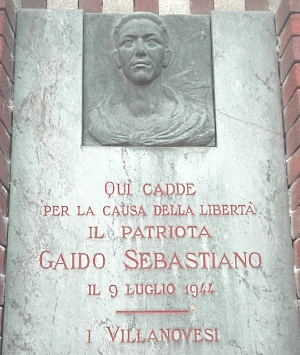 QUI CADDE
PER LA CAUSA DELLA LIBERTÀ
IL PATRIOTA
GAIDO SEBASTIANO
IL 9 LUGLIO 1944
I VILLANOVESI